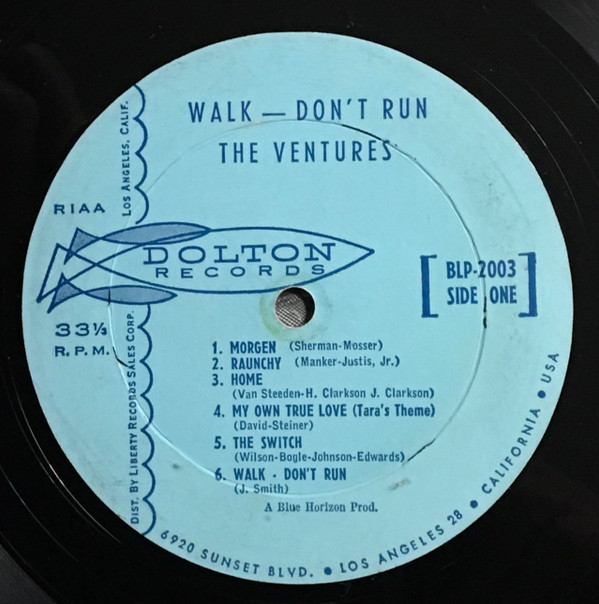 WALK — DON'T RUN
THE VENTURES
LOS ANGELES, CALIF.
RIAA
DOLTON
RECORDS
33⅓
R.P.M.
[BLP-2003
SIDE ONE]
1. MORGEN (Sherman-Mosser)
2. RAUNCHY (Manker-Justis, Jr.)
3. HOME
(Van Steeden-H. Clarkson J. Clarkson)
4. MY OWN TRUE LOVE (Tara's Theme)
(David-Steiner)
5. THE SWITCH
(Wilson-Bogle-Johnson-Edwards)
6. WALK - DON'T RUN
(J. Smith)
A Blue Horizon Prod.
DIST. BY LIBERTY RECORDS SALES CORP.
6920 SUNSET BLVD. • LOS ANGELES 28 • CALIFORNIA • USA